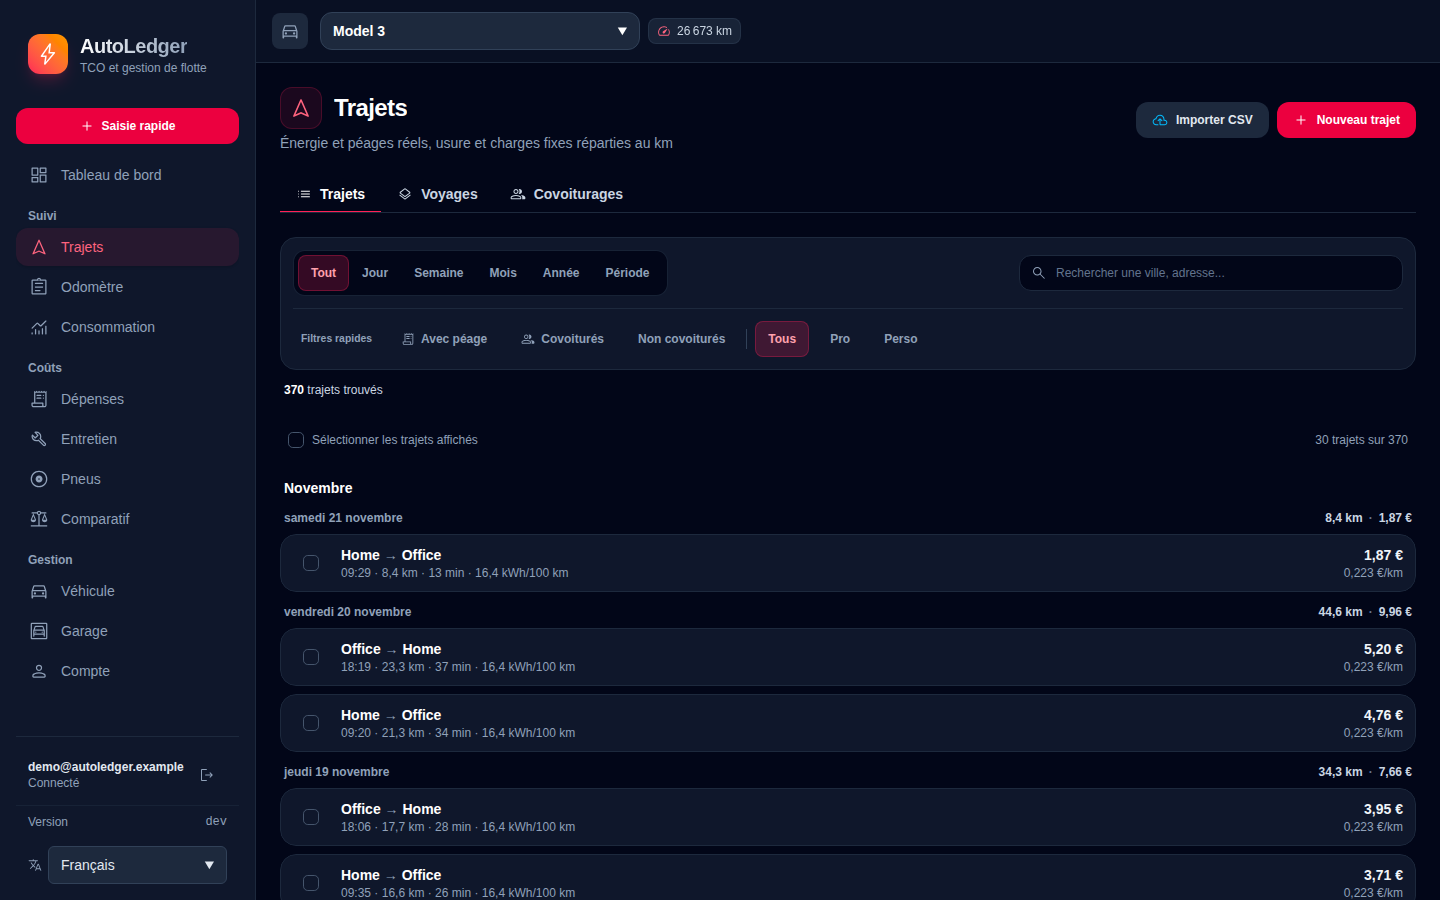 AutoLedger
TCO et gestion de flotte
Saisie rapide
Tableau de bord
Suivi
Trajets
Odomètre
Consommation
Coûts
Dépenses
Entretien
Pneus
Comparatif
Gestion
Véhicule
Garage
Compte
demo@autoledger.example
Connecté
Version dev
Français
Model 3
26 673 km
Trajets
Énergie et péages réels, usure et charges fixes réparties au km
Importer CSV
Nouveau trajet
Trajets Voyages Covoiturages
Tout Jour Semaine Mois Année Période
Rechercher une ville, adresse...
Filtres rapides Avec péage Covoiturés Non covoiturés Tous Pro Perso
370 trajets trouvés
Sélectionner les trajets affichés 30 trajets sur 370
Novembre
samedi 21 novembre 8,4 km · 1,87 €
Home → Office 1,87 €
09:29 · 8,4 km · 13 min · 16,4 kWh/100 km 0,223 €/km
vendredi 20 novembre 44,6 km · 9,96 €
Office → Home 5,20 €
18:19 · 23,3 km · 37 min · 16,4 kWh/100 km 0,223 €/km
Home → Office 4,76 €
09:20 · 21,3 km · 34 min · 16,4 kWh/100 km 0,223 €/km
jeudi 19 novembre 34,3 km · 7,66 €
Office → Home 3,95 €
18:06 · 17,7 km · 28 min · 16,4 kWh/100 km 0,223 €/km
Home → Office 3,71 €
09:35 · 16,6 km · 26 min · 16,4 kWh/100 km 0,223 €/km